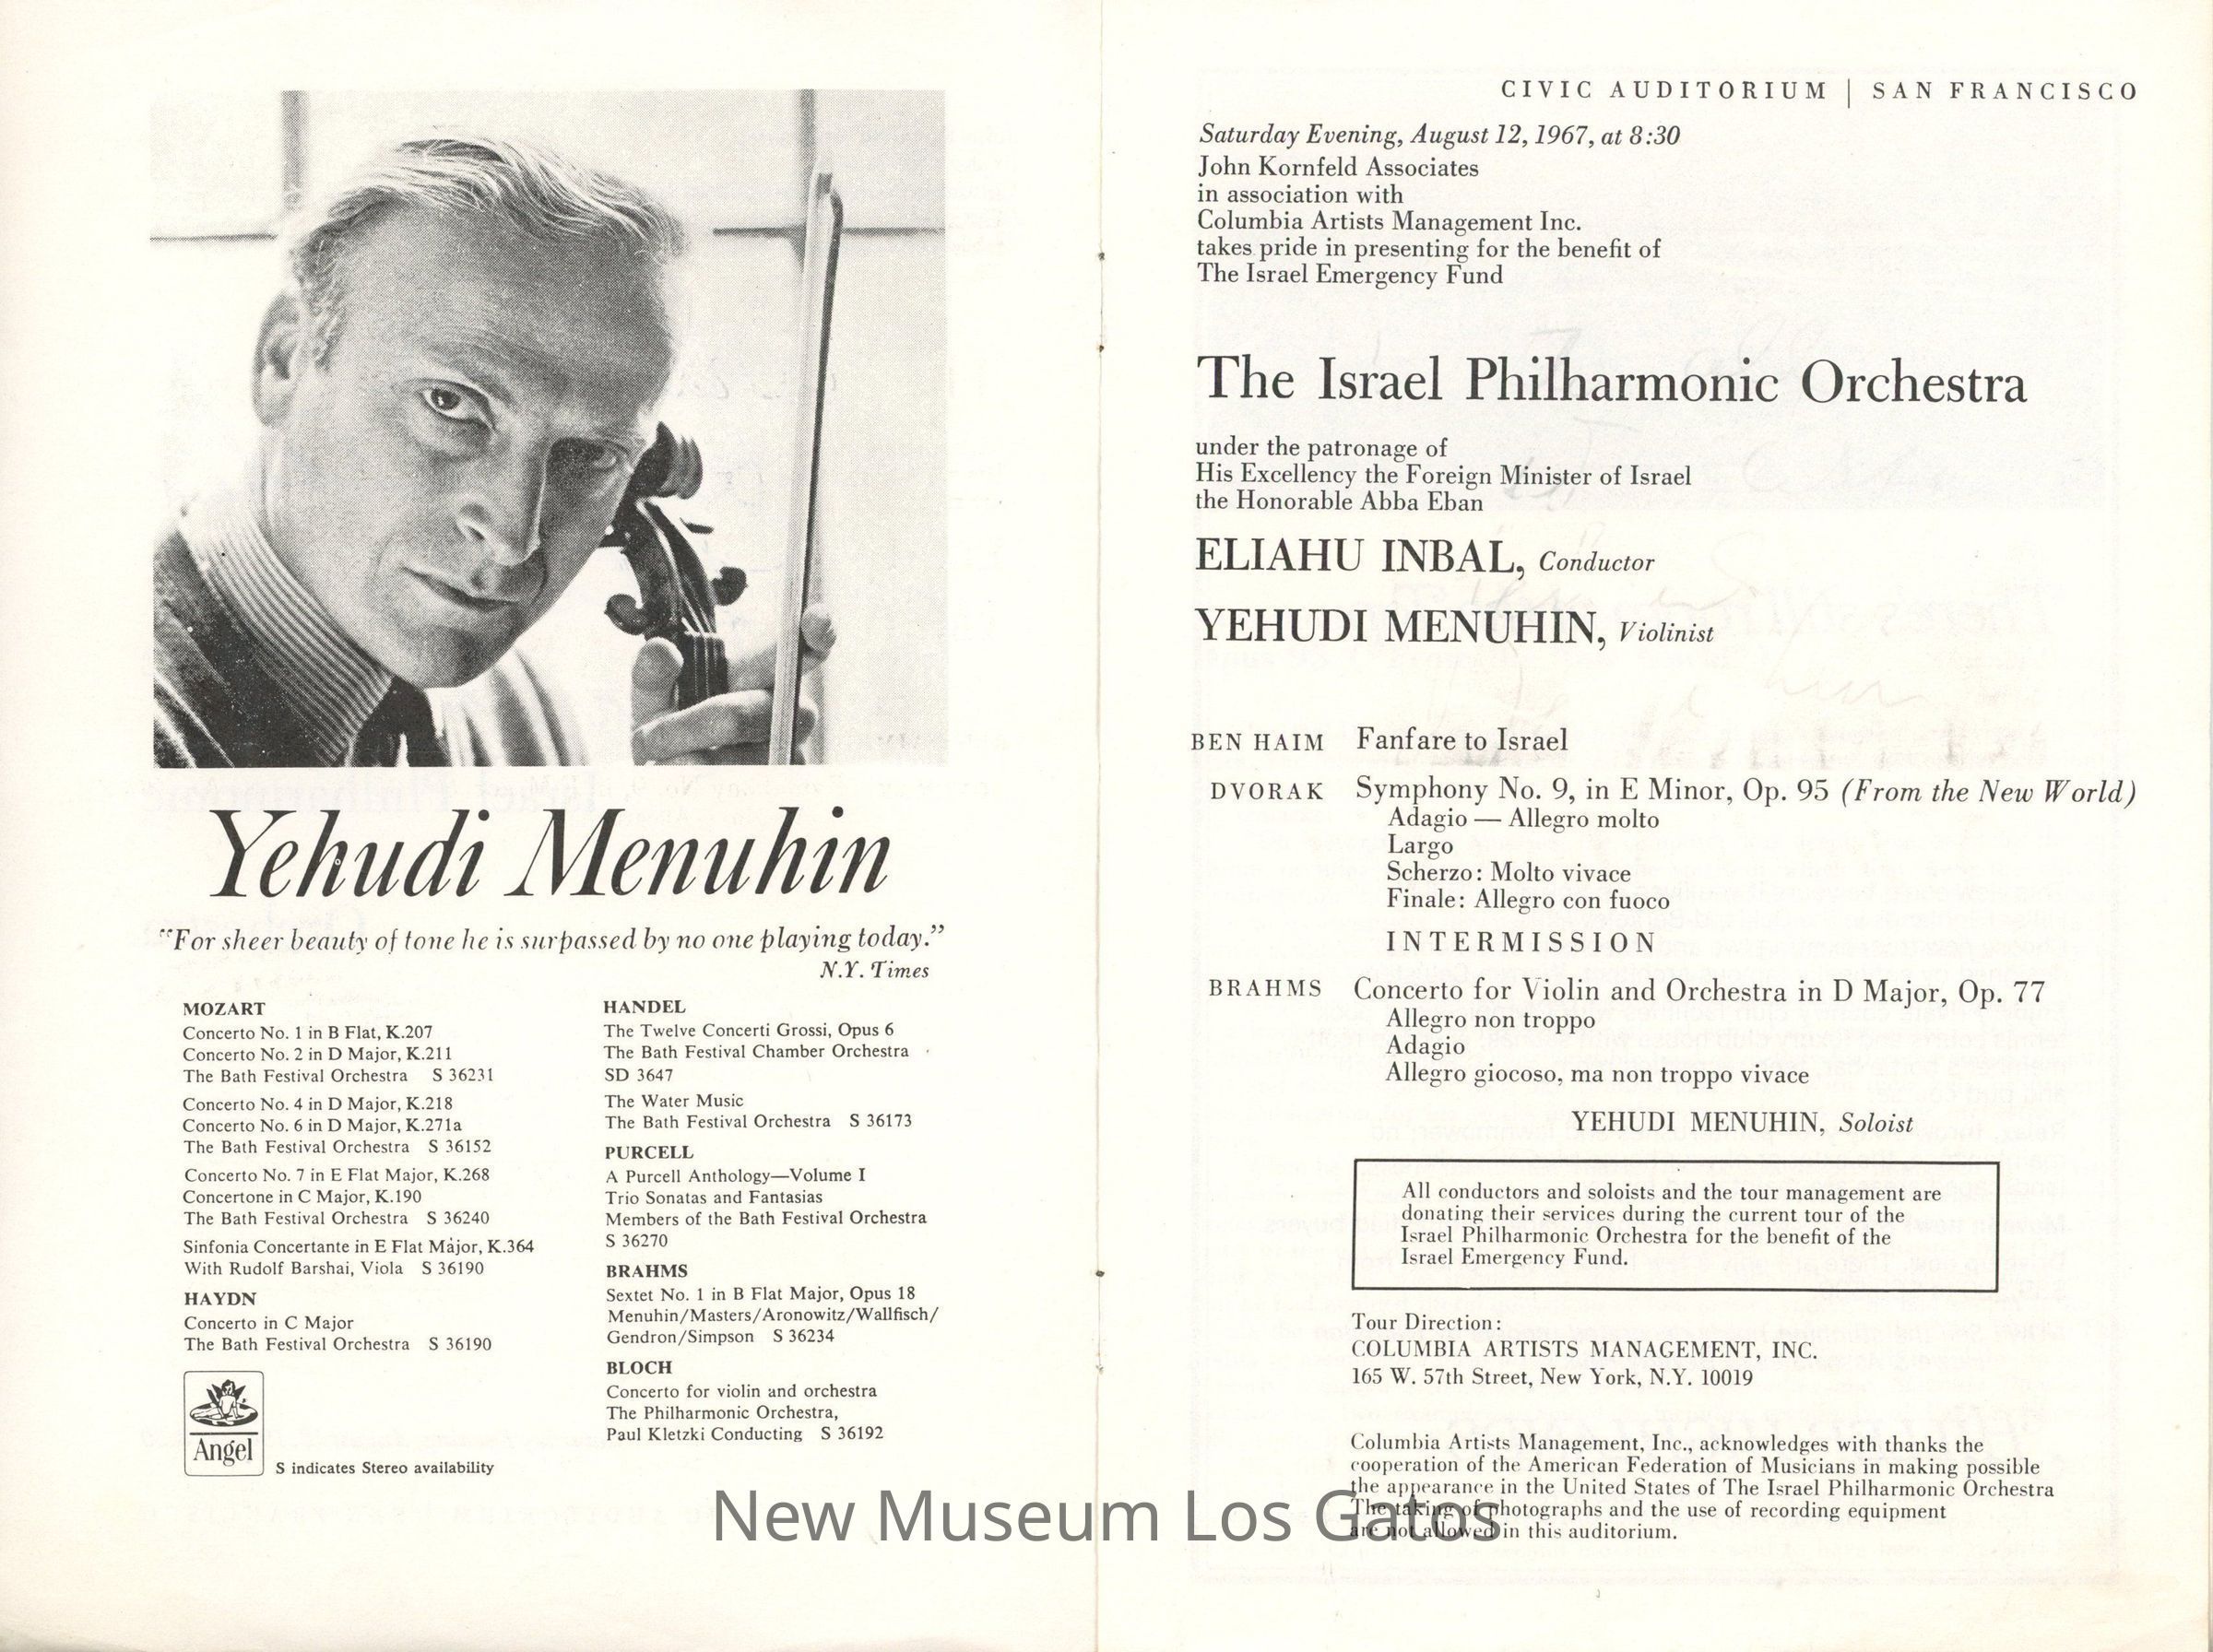 Yehudi Menuhin
"For sheer beauty of tone he is surpassed by no one playing today."
N.Y. Times
MOZART
Concerto No. 1 in B Flat, K.207
Concerto No. 2 in D Major, K.211
The Bath Festival Orchestra S 36231
Concerto No. 4 in D Major, K.218
Concerto No. 6 in D Major, K.271a
The Bath Festival Orchestra S 36152
Concerto No. 7 in E Flat Major, K.268
Concertone in C Major, K.190
The Bath Festival Orchestra S 36240
Sinfonia Concertante in E Flat Major, K.364
With Rudolf Barshai, Viola S 36190
HAYDN
Concerto in C Major
The Bath Festival Orchestra S 36190
Angel
S indicates Stereo availability
HANDEL
The Twelve Concerti Grossi, Opus 6
The Bath Festival Chamber Orchestra
SD 3647
The Water Music
The Bath Festival Orchestra S 36173
PURCELL
A Purcell Anthology—Volume I
Trio Sonatas and Fantasias
Members of the Bath Festival Orchestra
S 36270
BRAHMS
Sextet No. 1 in B Flat Major, Opus 18
Menuhin/Masters/Aronowitz/Wallfisch/
Gendron/Simpson S 36234
BLOCH
Concerto for violin and orchestra
The Philharmonic Orchestra,
Paul Kletzki Conducting S 36192
CIVIC AUDITORIUM | SAN FRANCISCO
Saturday Evening, August 12, 1967, at 8:30
John Kornfeld Associates
in association with
Columbia Artists Management Inc.
takes pride in presenting for the benefit of
The Israel Emergency Fund
The Israel Philharmonic Orchestra
under the patronage of
His Excellency the Foreign Minister of Israel
the Honorable Abba Eban
ELIAHU INBAL, Conductor
YEHUDI MENUHIN, Violinist
BEN HAIM Fanfare to Israel
DVORAK Symphony No. 9, in E Minor, Op. 95 (From the New World)
Adagio — Allegro molto
Largo
Scherzo: Molto vivace
Finale: Allegro con fuoco
INTERMISSION
BRAHMS Concerto for Violin and Orchestra in D Major, Op. 77
Allegro non troppo
Adagio
Allegro giocoso, ma non troppo vivace
YEHUDI MENUHIN, Soloist
All conductors and soloists and the tour management are
donating their services during the current tour of the
Israel Philharmonic Orchestra for the benefit of the
Israel Emergency Fund.
Tour Direction:
COLUMBIA ARTISTS MANAGEMENT, INC.
165 W. 57th Street, New York, N.Y. 10019
Columbia Artists Management, Inc., acknowledges with thanks the
cooperation of the American Federation of Musicians in making possible
the appearance in the United States of The Israel Philharmonic Orchestra
The taking of photographs and the use of recording equipment
are not allowed in this auditorium.
New Museum Los Gatos